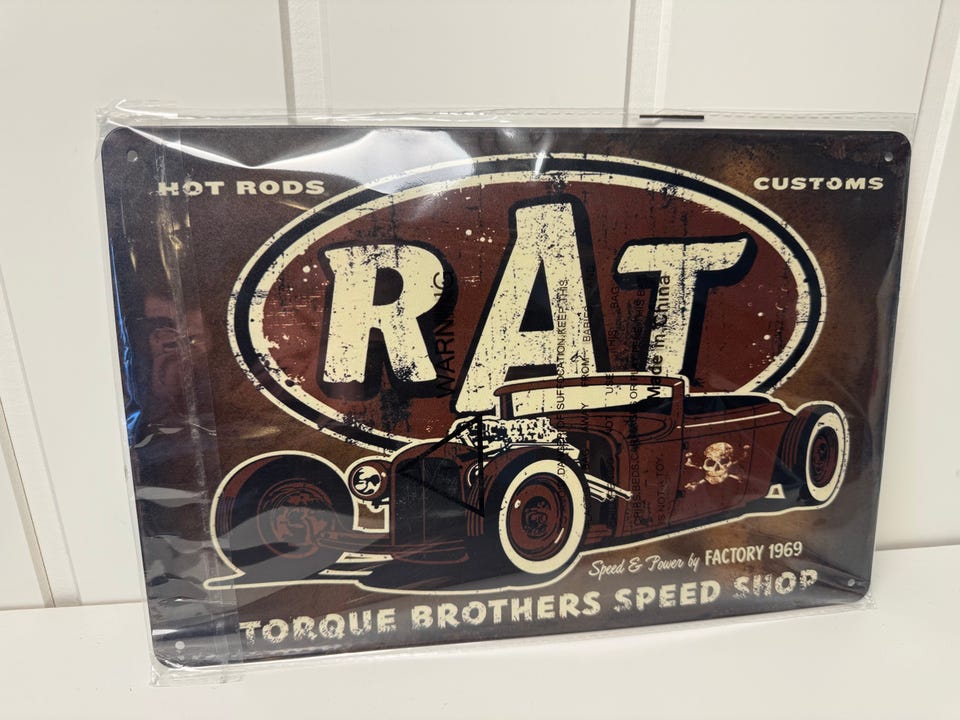 HOT RODS
CUSTOMS
RAT
WARNING
Made in China
Speed & Power by FACTORY 1969
TORQUE BROTHERS SPEED SHOP